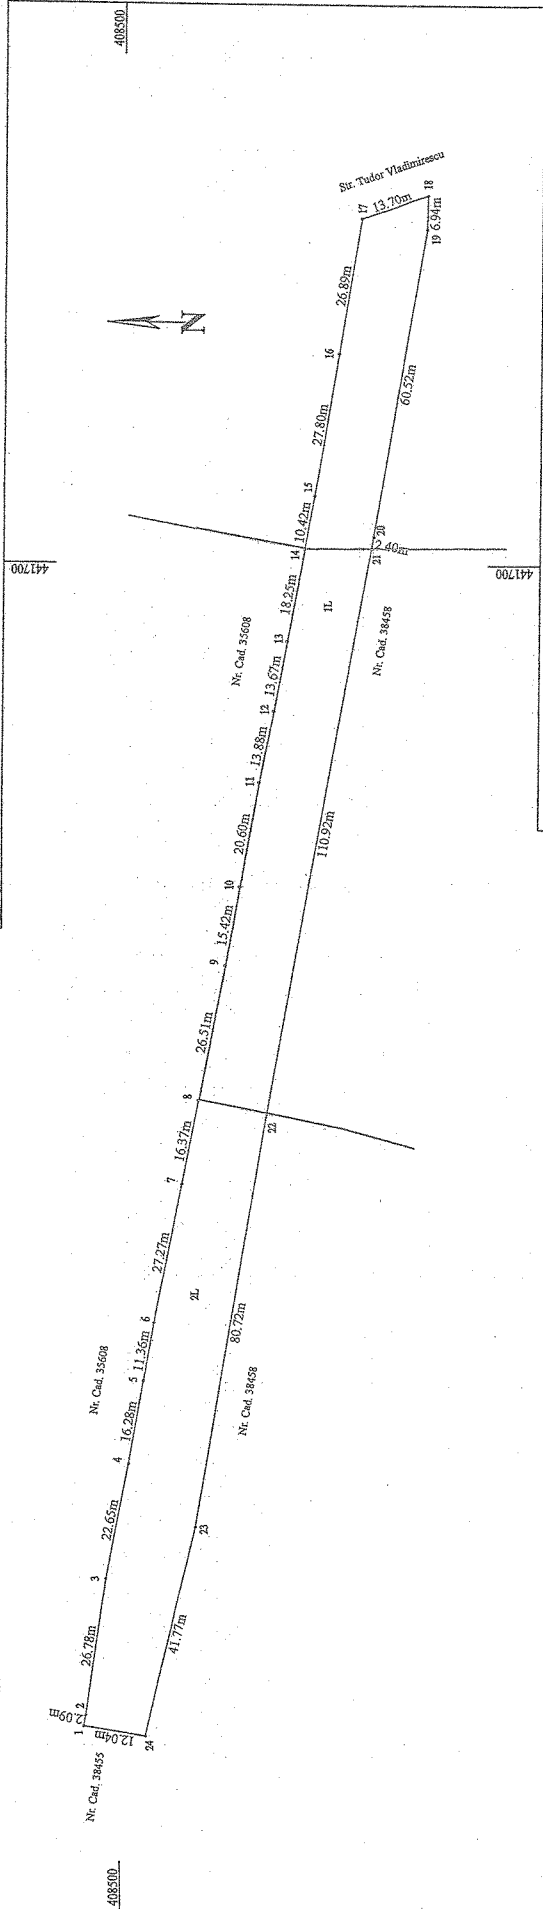 408500
Str. Tudor Vladimirescu
17
13.70m
18
19
6.94m
26.89m
N
16
60.52m
27.80m
15
10.42m
14
20
2.40m
21
441700
441700
18.25m
1L
13
Nr. Cad. 35608
Nr. Cad. 38458
13.67m
12
13.88m
11
20.60m
110.92m
10
15.42m
9
26.51m
8
22
16.37m
7
27.27m
2L
6
80.72m
11.36m
5
Nr. Cad. 35608
16.28m
Nr. Cad. 38458
4
22.65m
23
3
41.77m
26.78m
2
2.09m
1
12.04m
24
Nr. Cad. 38455
408500